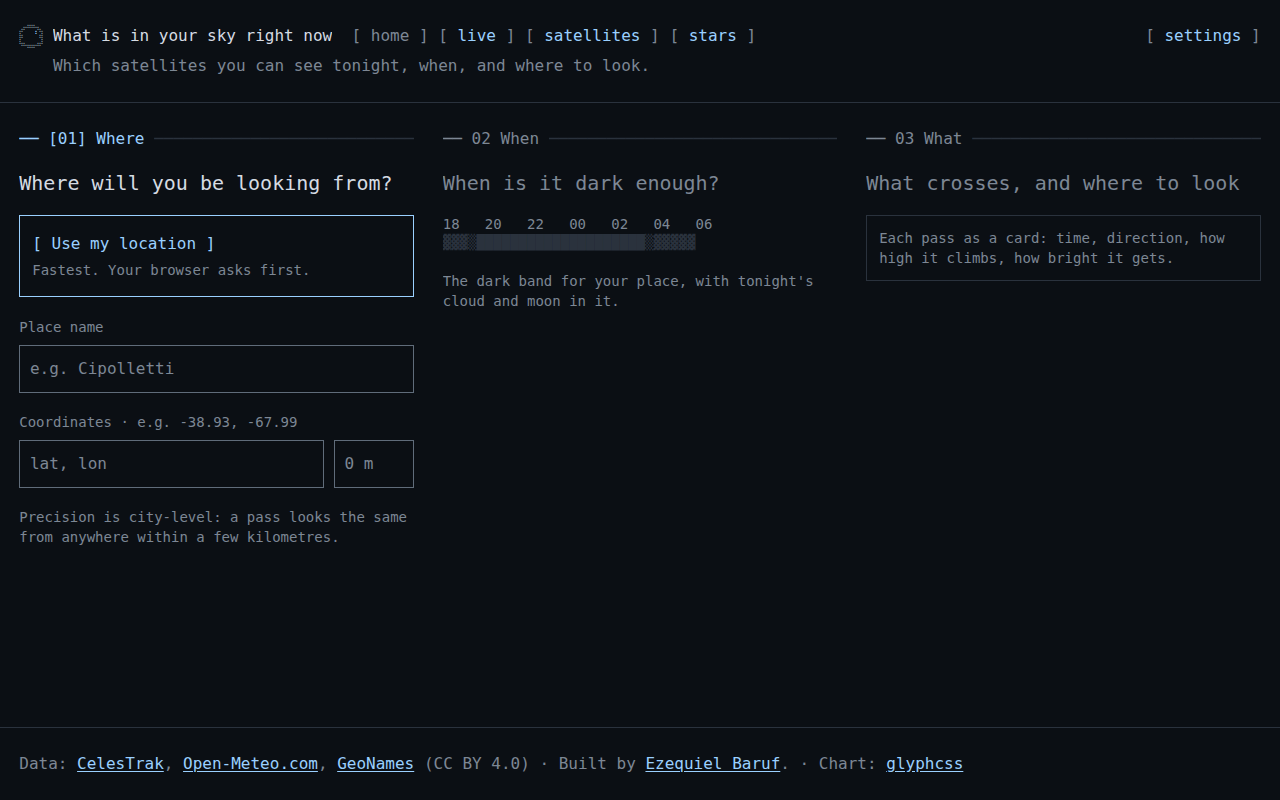 What is in your sky right now [ home ] [ live ] [ satellites ] [ stars ] [ settings ]
Which satellites you can see tonight, when, and where to look.
[01] Where
Where will you be looking from?
[ Use my location ]
Fastest. Your browser asks first.
Place name
e.g. Cipolletti
Coordinates · e.g. -38.93, -67.99
lat, lon
0 m
Precision is city-level: a pass looks the same
from anywhere within a few kilometres.
02 When
When is it dark enough?
18 20 22 00 02 04 06
The dark band for your place, with tonight's
cloud and moon in it.
03 What
What crosses, and where to look
Each pass as a card: time, direction, how
high it climbs, how bright it gets.
Data: CelesTrak, Open-Meteo.com, GeoNames (CC BY 4.0) · Built by Ezequiel Baruf. · Chart: glyphcss